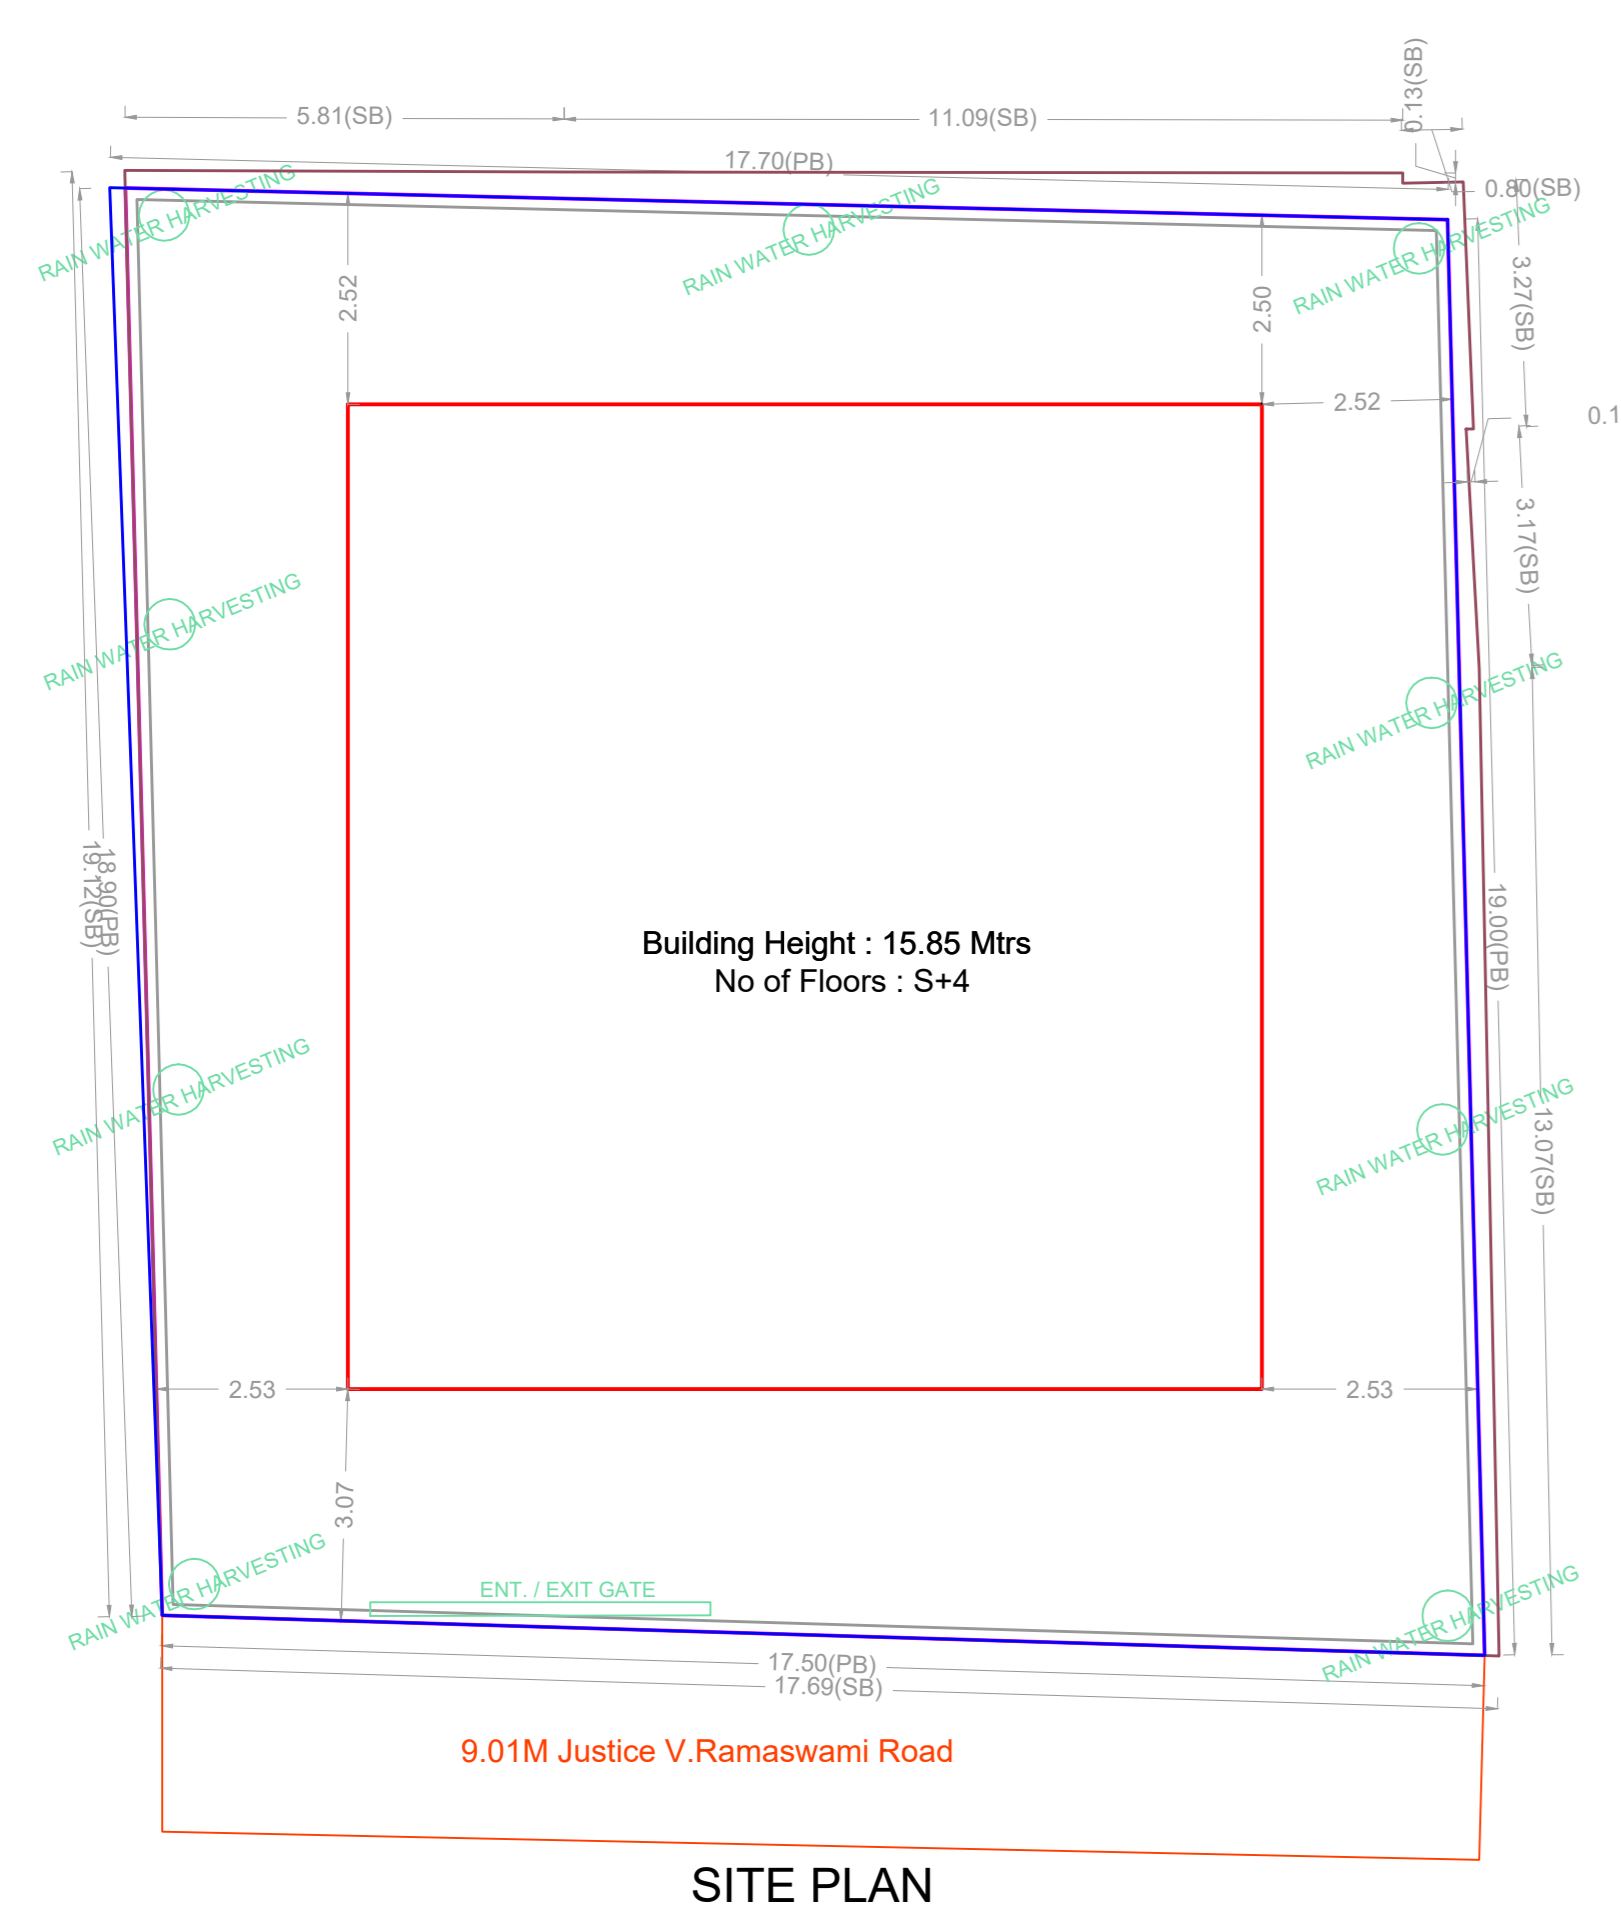 0.13(SB)
5.81(SB)
11.09(SB)
17.70(PB)
0.80(SB)
RAIN WATER HARVESTING
RAIN WATER HARVESTING
RAIN WATER HARVESTING
2.52
2.50
3.27(SB)
2.52
0.1
3.17(SB)
RAIN WATER HARVESTING
RAIN WATER HARVESTING
19.12(SB)
18.90(PB)
19.00(PB)
Building Height : 15.85 Mtrs
No of Floors : S+4
RAIN WATER HARVESTING
RAIN WATER HARVESTING
13.07(SB)
2.53
2.53
3.07
RAIN WATER HARVESTING
ENT. / EXIT GATE
RAIN WATER HARVESTING
17.50(PB)
17.69(SB)
9.01M Justice V.Ramaswami Road
SITE PLAN